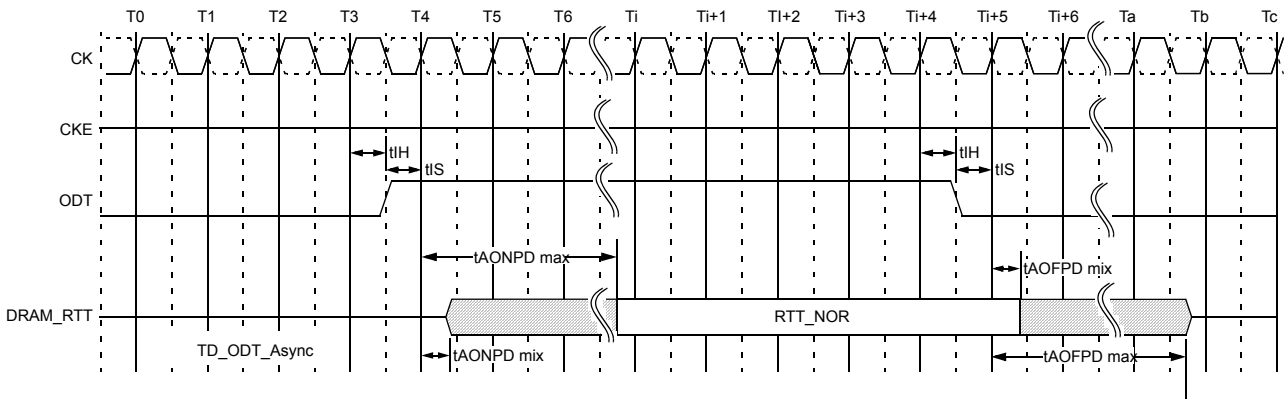 T0 T1 T2 T3 T4 T5 T6 Ti Ti+1 TI+2 Ti+3 Ti+4 Ti+5 Ti+6 Ta Tb Tc
CK
CKE
tIH tIH
tIS tIS
ODT
tAONPD max
tAOFPD mix
DRAM_RTT RTT_NOR
TD_ODT_Async tAONPD mix tAOFPD max